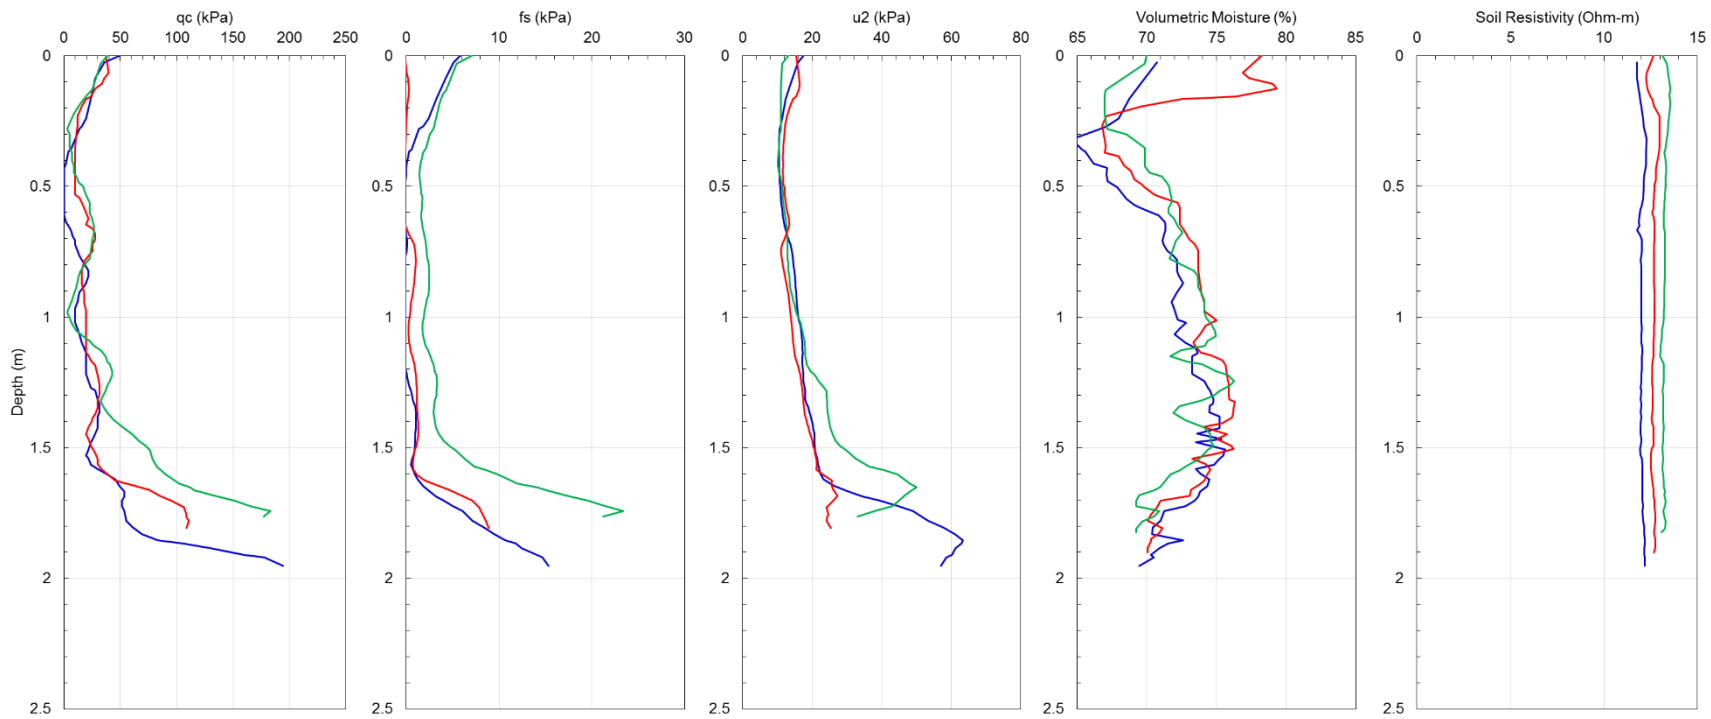 qc (kPa) fs (kPa) u2 (kPa) Volumetric Moisture (%) Soil Resistivity (Ohm-m)
0 50 100 150 200 250 0 10 20 30 0 20 40 60 80 65 70 75 80 85 0 5 10 15
0 0 0 0 0
0.5 0.5 0.5 0.5 0.5
1 1 1 1 1
Depth (m)
1.5 1.5 1.5 1.5 1.5
2 2 2 2 2
2.5 2.5 2.5 2.5 2.5